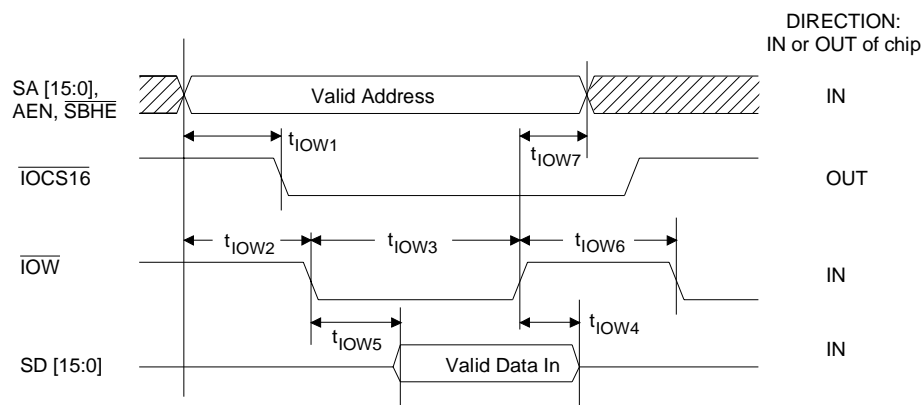 DIRECTION:
IN or OUT of chip
SA [15:0],
AEN, SBHE
Valid Address
IN
tIOW1
tIOW7
IOCS16
OUT
tIOW2
tIOW3
tIOW6
IOW
IN
tIOW5
tIOW4
SD [15:0]
Valid Data In
IN